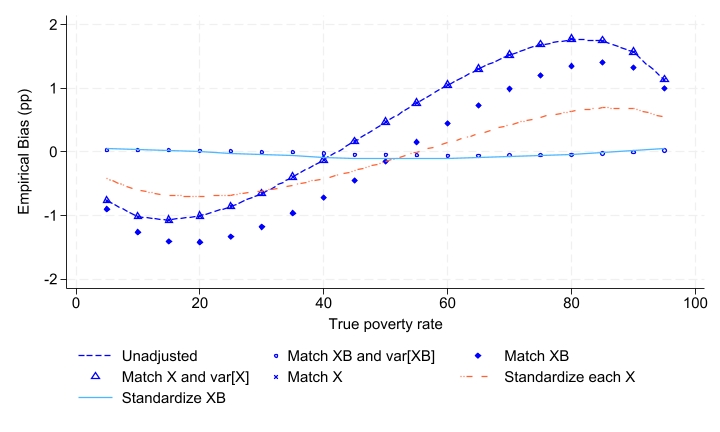 2
1
0
-1
-2
Empirical Bias (pp)
0 20 40 60 80 100
True poverty rate
Unadjusted Match XB and var[XB] Match XB
Match X and var[X] Match X Standardize each X
Standardize XB